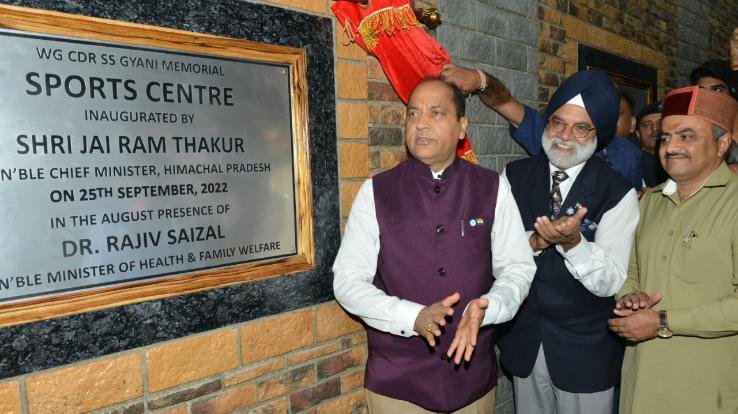 WG CDR SS GYANI MEMORIAL
SPORTS CENTRE
INAUGURATED BY
SHRI JAI RAM THAKUR
N'BLE CHIEF MINISTER, HIMACHAL PRADESH
ON 25TH SEPTEMBER, 2022
IN THE AUGUST PRESENCE OF
DR. RAJIV SAIZAL
N'BLE MINISTER OF HEALTH & FAMILY WELFARE